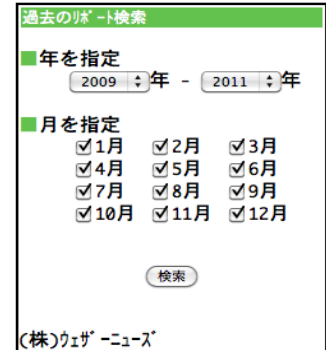 過去のﾘﾎﾟｰﾄ検索
■年を指定
2009 年 - 2011 年
■月を指定
1月 2月 3月
4月 5月 6月
7月 8月 9月
10月 11月 12月
検索
(株)ｳｪｻﾞｰﾆｭｰｽﾞ